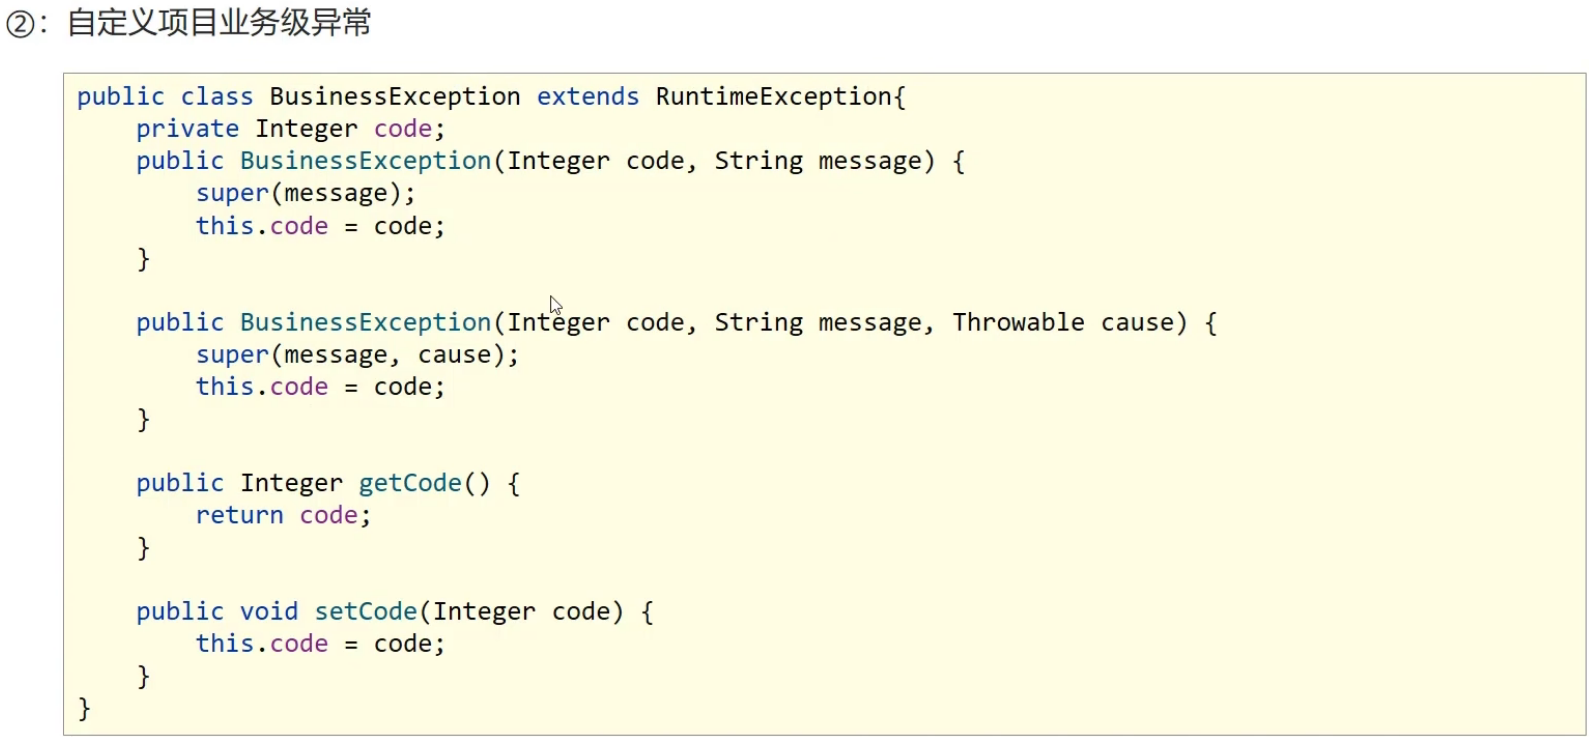 ②：自定义项目业务级异常
public class BusinessException extends RuntimeException{
    private Integer code;
    public BusinessException(Integer code, String message) {
        super(message);
        this.code = code;
    }
    public BusinessException(Integer code, String message, Throwable cause) {
        super(message, cause);
        this.code = code;
    }
    public Integer getCode() {
        return code;
    }
    public void setCode(Integer code) {
        this.code = code;
    }
}